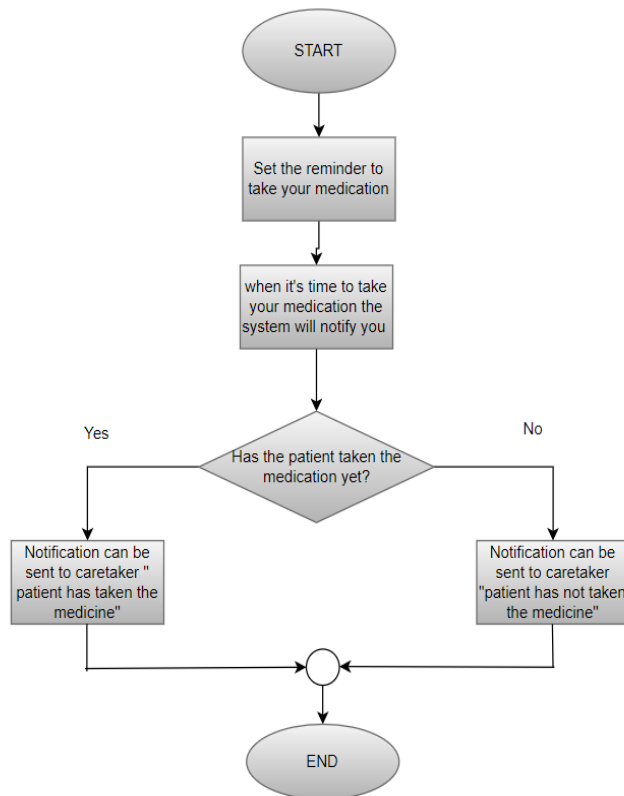 START
Set the reminder to
take your medication
when it's time to take
your medication the
system will notify you
Has the patient taken the
medication yet?
Yes
No
Notification can be
sent to caretaker "
patient has taken the
medicine"
Notification can be
sent to caretaker
"patient has not taken
the medicine"
END